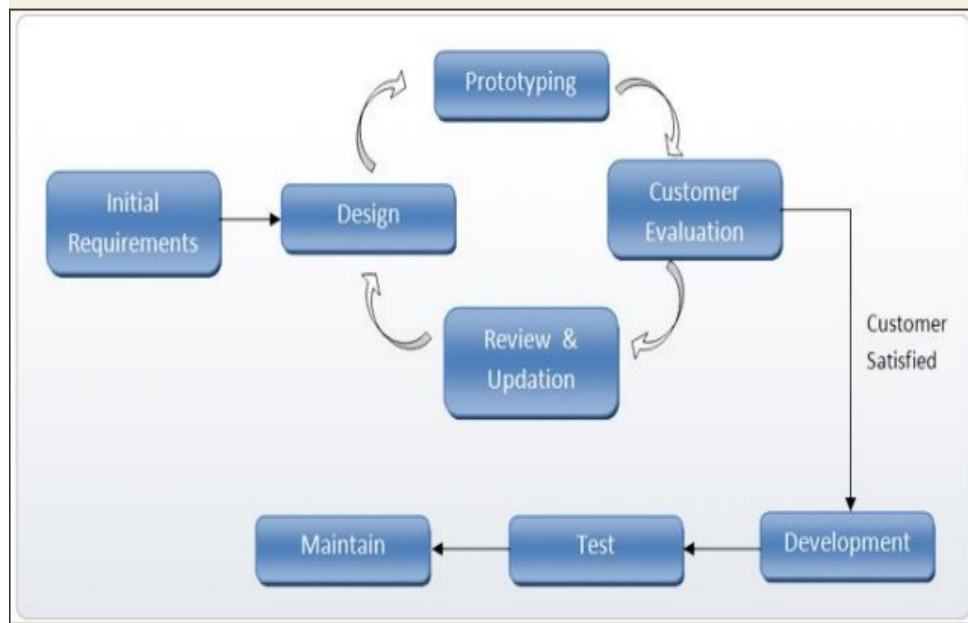 Prototyping
Initial
Requirements
Design
Customer
Evaluation
Review &
Updation
Customer
Satisfied
Maintain
Test
Development